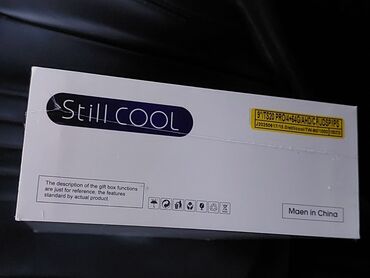 Still COOL
The description of the gift box functions
are just for reference, the features
standard by actual product.
Maen in China